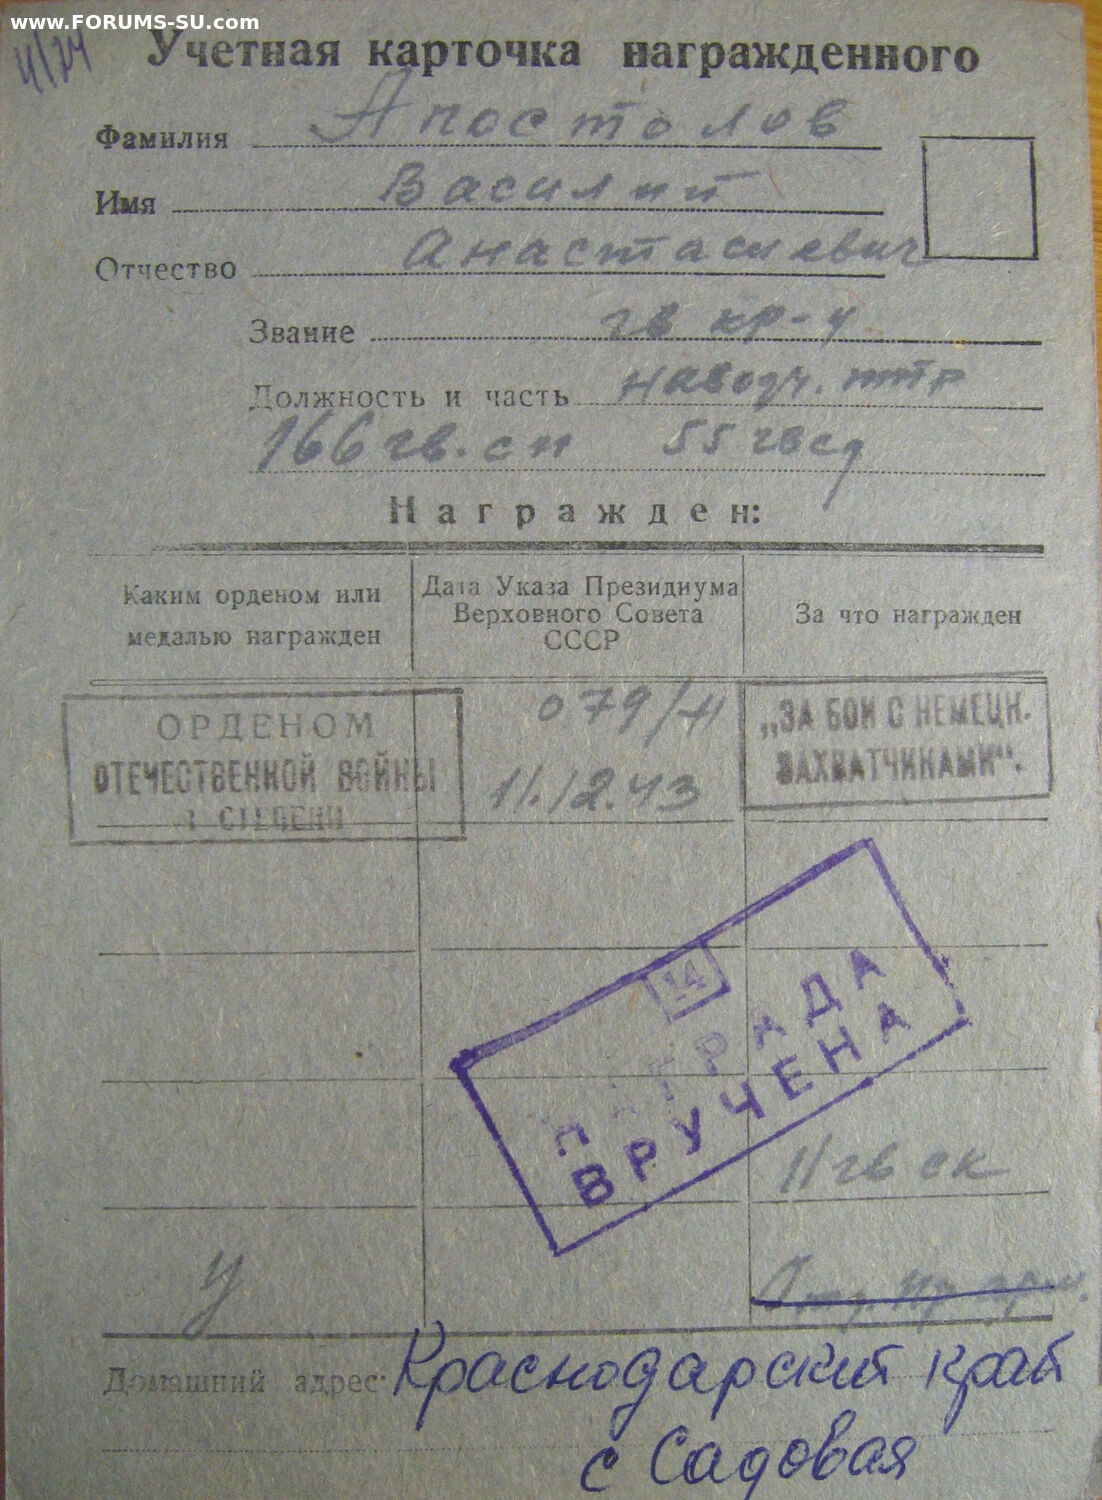 www.FORUMS-SU.com
Учетная карточка награжденного
Фамилия Апостолов
Имя Василий
Отчество Анастасиевич
Звание гв кр-ц
Должность и часть наводч. птр
166 гв. сп 55 гв сд
Награжден:
Каким орденом или медалью награжден
Дата Указа Президиума Верховного Совета СССР
За что награжден
ОРДЕНОМ
ОТЕЧЕСТВЕННОЙ ВОЙНЫ
СТЕПЕНИ
079/н
11.12.43
„ЗА БОИ С НЕМЕЦК.
ЗАХВАТЧИКАМИ".
14
НАГРАДА
ВРУЧЕНА
11 гв ск
у
Домашний адрес: Краснодарский край
с Садовая